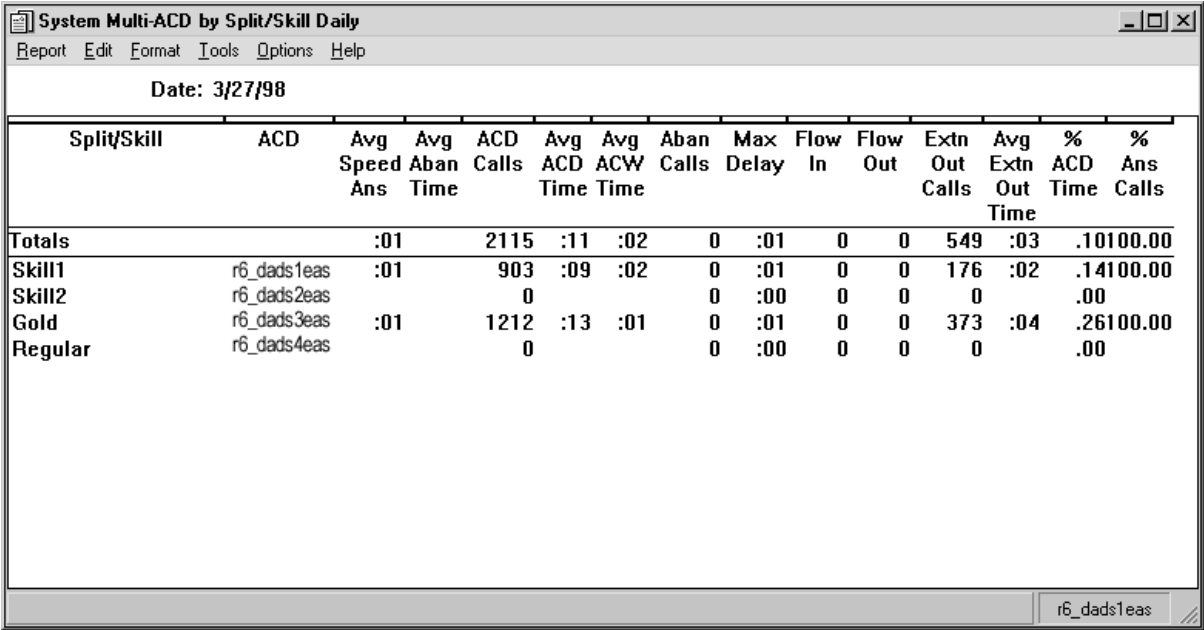 System Multi-ACD by Split/Skill Daily
Report Edit Format Tools Options Help
Date: 3/27/98
Split/Skill ACD Avg Avg ACD Avg Avg Aban Max Flow Flow Extn Avg % %
Speed Aban Calls ACD ACW Calls Delay In Out Out Extn ACD Ans
Ans Time Time Time Calls Out Time Calls
Time
Totals :01 2115 :11 :02 0 :01 0 0 549 :03 .10100.00
Skill1 r6_dads1eas :01 903 :09 :02 0 :01 0 0 176 :02 .14100.00
Skill2 r6_dads2eas 0 0 :00 0 0 0 .00
Gold r6_dads3eas :01 1212 :13 :01 0 :01 0 0 373 :04 .26100.00
Regular r6_dads4eas 0 0 :00 0 0 0 .00
r6_dads1eas